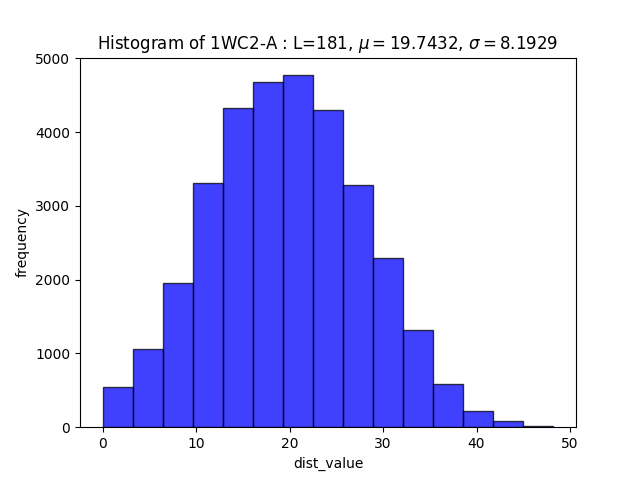 Histogram of 1WC2-A : L=181, μ = 19.7432, σ = 8.1929
5000
4000
3000
2000
1000
0
frequency
0 10 20 30 40 50
dist_value